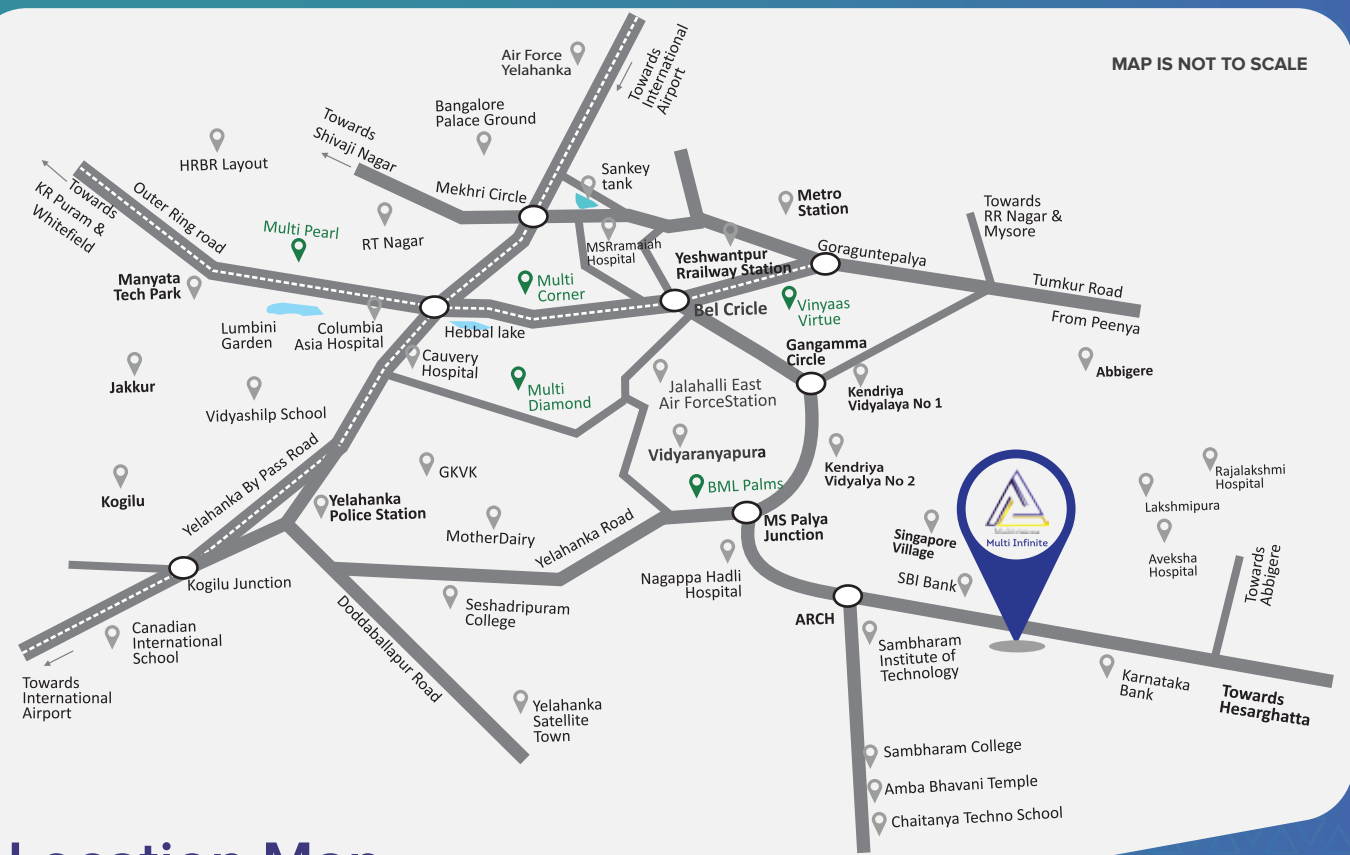 MAP IS NOT TO SCALE
Air Force
Yelahanka
Towards
International
Airport
Bangalore
Palace Ground
Towards
Shivaji Nagar
HRBR Layout
Mekhri Circle
Sankey
tank
Metro
Station
Towards
RR Nagar &
Mysore
Towards
KR Puram &
Whitefield
Outer Ring road
Multi Pearl
RT Nagar
MSRramaiah
Hospital
Yeshwantpur
Rrailway Station
Goraguntepalya
Tumkur Road
From Peenya
Manyata
Tech Park
Multi
Corner
Bel Cricle
Vinyaas
Virtue
Lumbini
Garden
Columbia
Asia Hospital
Hebbal lake
Gangamma
Circle
Cauvery
Hospital
Jakkur
Abbigere
Multi
Diamond
Jalahalli East
Air ForceStation
Kendriya
Vidyalaya No 1
Vidyashilp School
Vidyaranyapura
Kendriya
Vidyalya No 2
Yelahanka By Pass Road
GKVK
Kogilu
BML Palms
Rajalakshmi
Hospital
Lakshmipura
Yelahanka
Police Station
MotherDairy
Yelahanka Road
MS Palya
Junction
Singapore
Village
Multi Infinite
Aveksha
Hospital
Towards
Abbigere
Kogilu Junction
Nagappa Hadli
Hospital
SBI Bank
Doddaballapur Road
Seshadripuram
College
ARCH
Canadian
International
School
Sambharam
Institute of
Technology
Karnataka
Bank
Towards
Hesarghatta
Towards
International
Airport
Yelahanka
Satellite
Town
Sambharam College
Amba Bhavani Temple
Chaitanya Techno School
Location Map